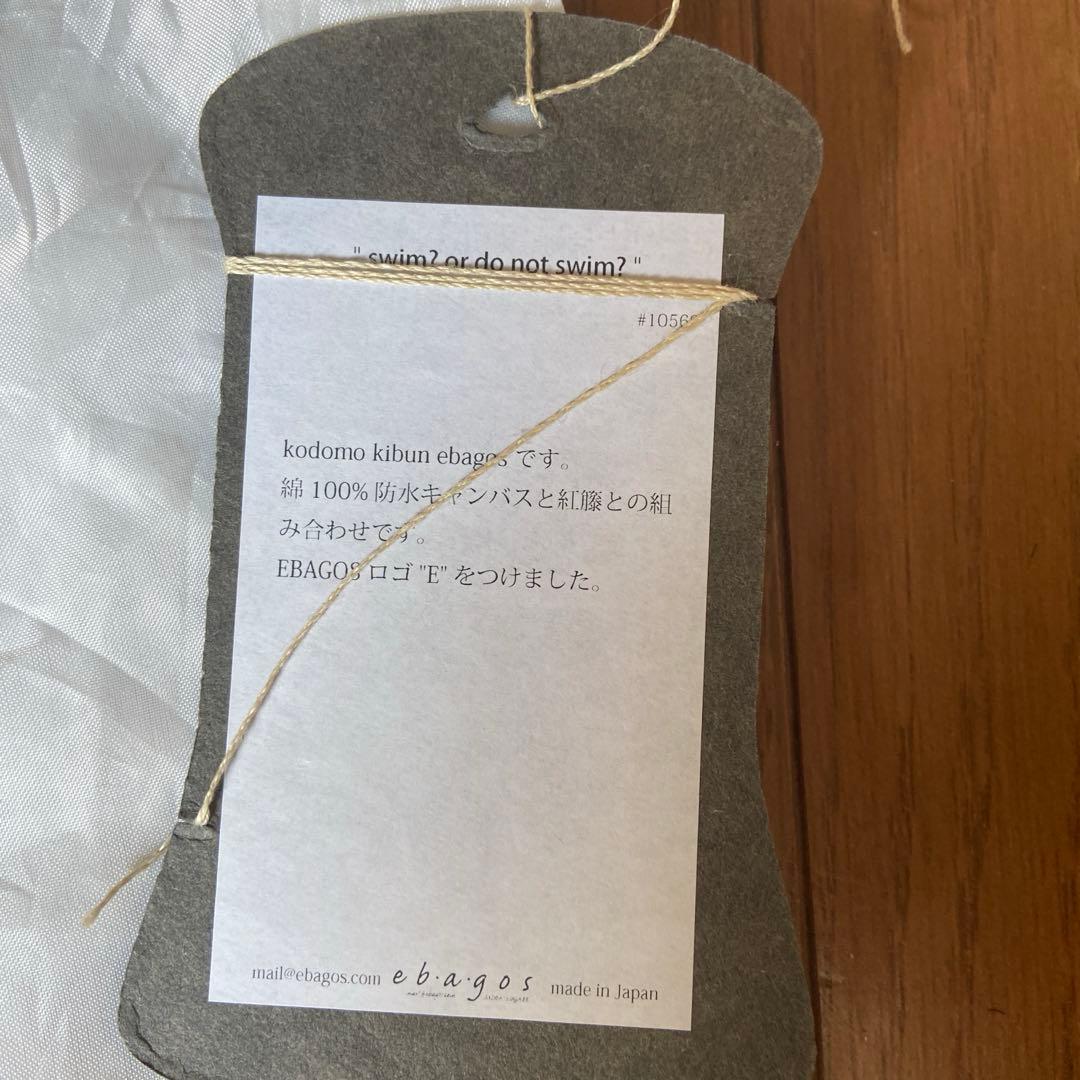 " swim? or do not swim? "
kodomo kibun ebagos です。
綿 100% 防水キャンバスと紅籐との組
み合わせです。
EBAGOS ロゴ "E" をつけました。
mail@ebagos.com e b . a . g o s made in Japan